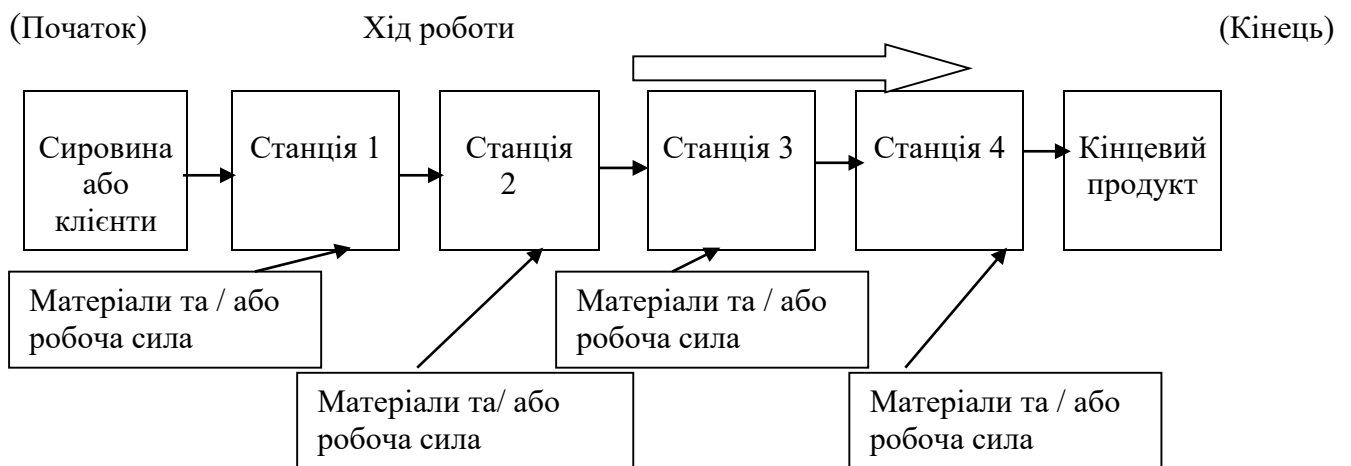 (Початок) Хід роботи (Кінець)
Сировина
або
клієнти
Станція 1
Станція
2
Станція 3
Станція 4
Кінцевий
продукт
Матеріали та / або
робоча сила
Матеріали та/ або
робоча сила
Матеріали та / або
робоча сила
Матеріали та / або
робоча сила